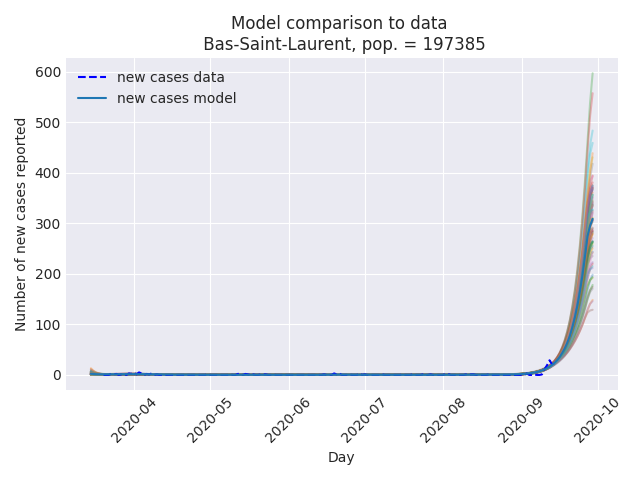 Model comparison to data
Bas-Saint-Laurent, pop. = 197385
new cases data
new cases model
Number of new cases reported
600
500
400
300
200
100
0
2020-04
2020-05
2020-06
2020-07
2020-08
2020-09
2020-10
Day